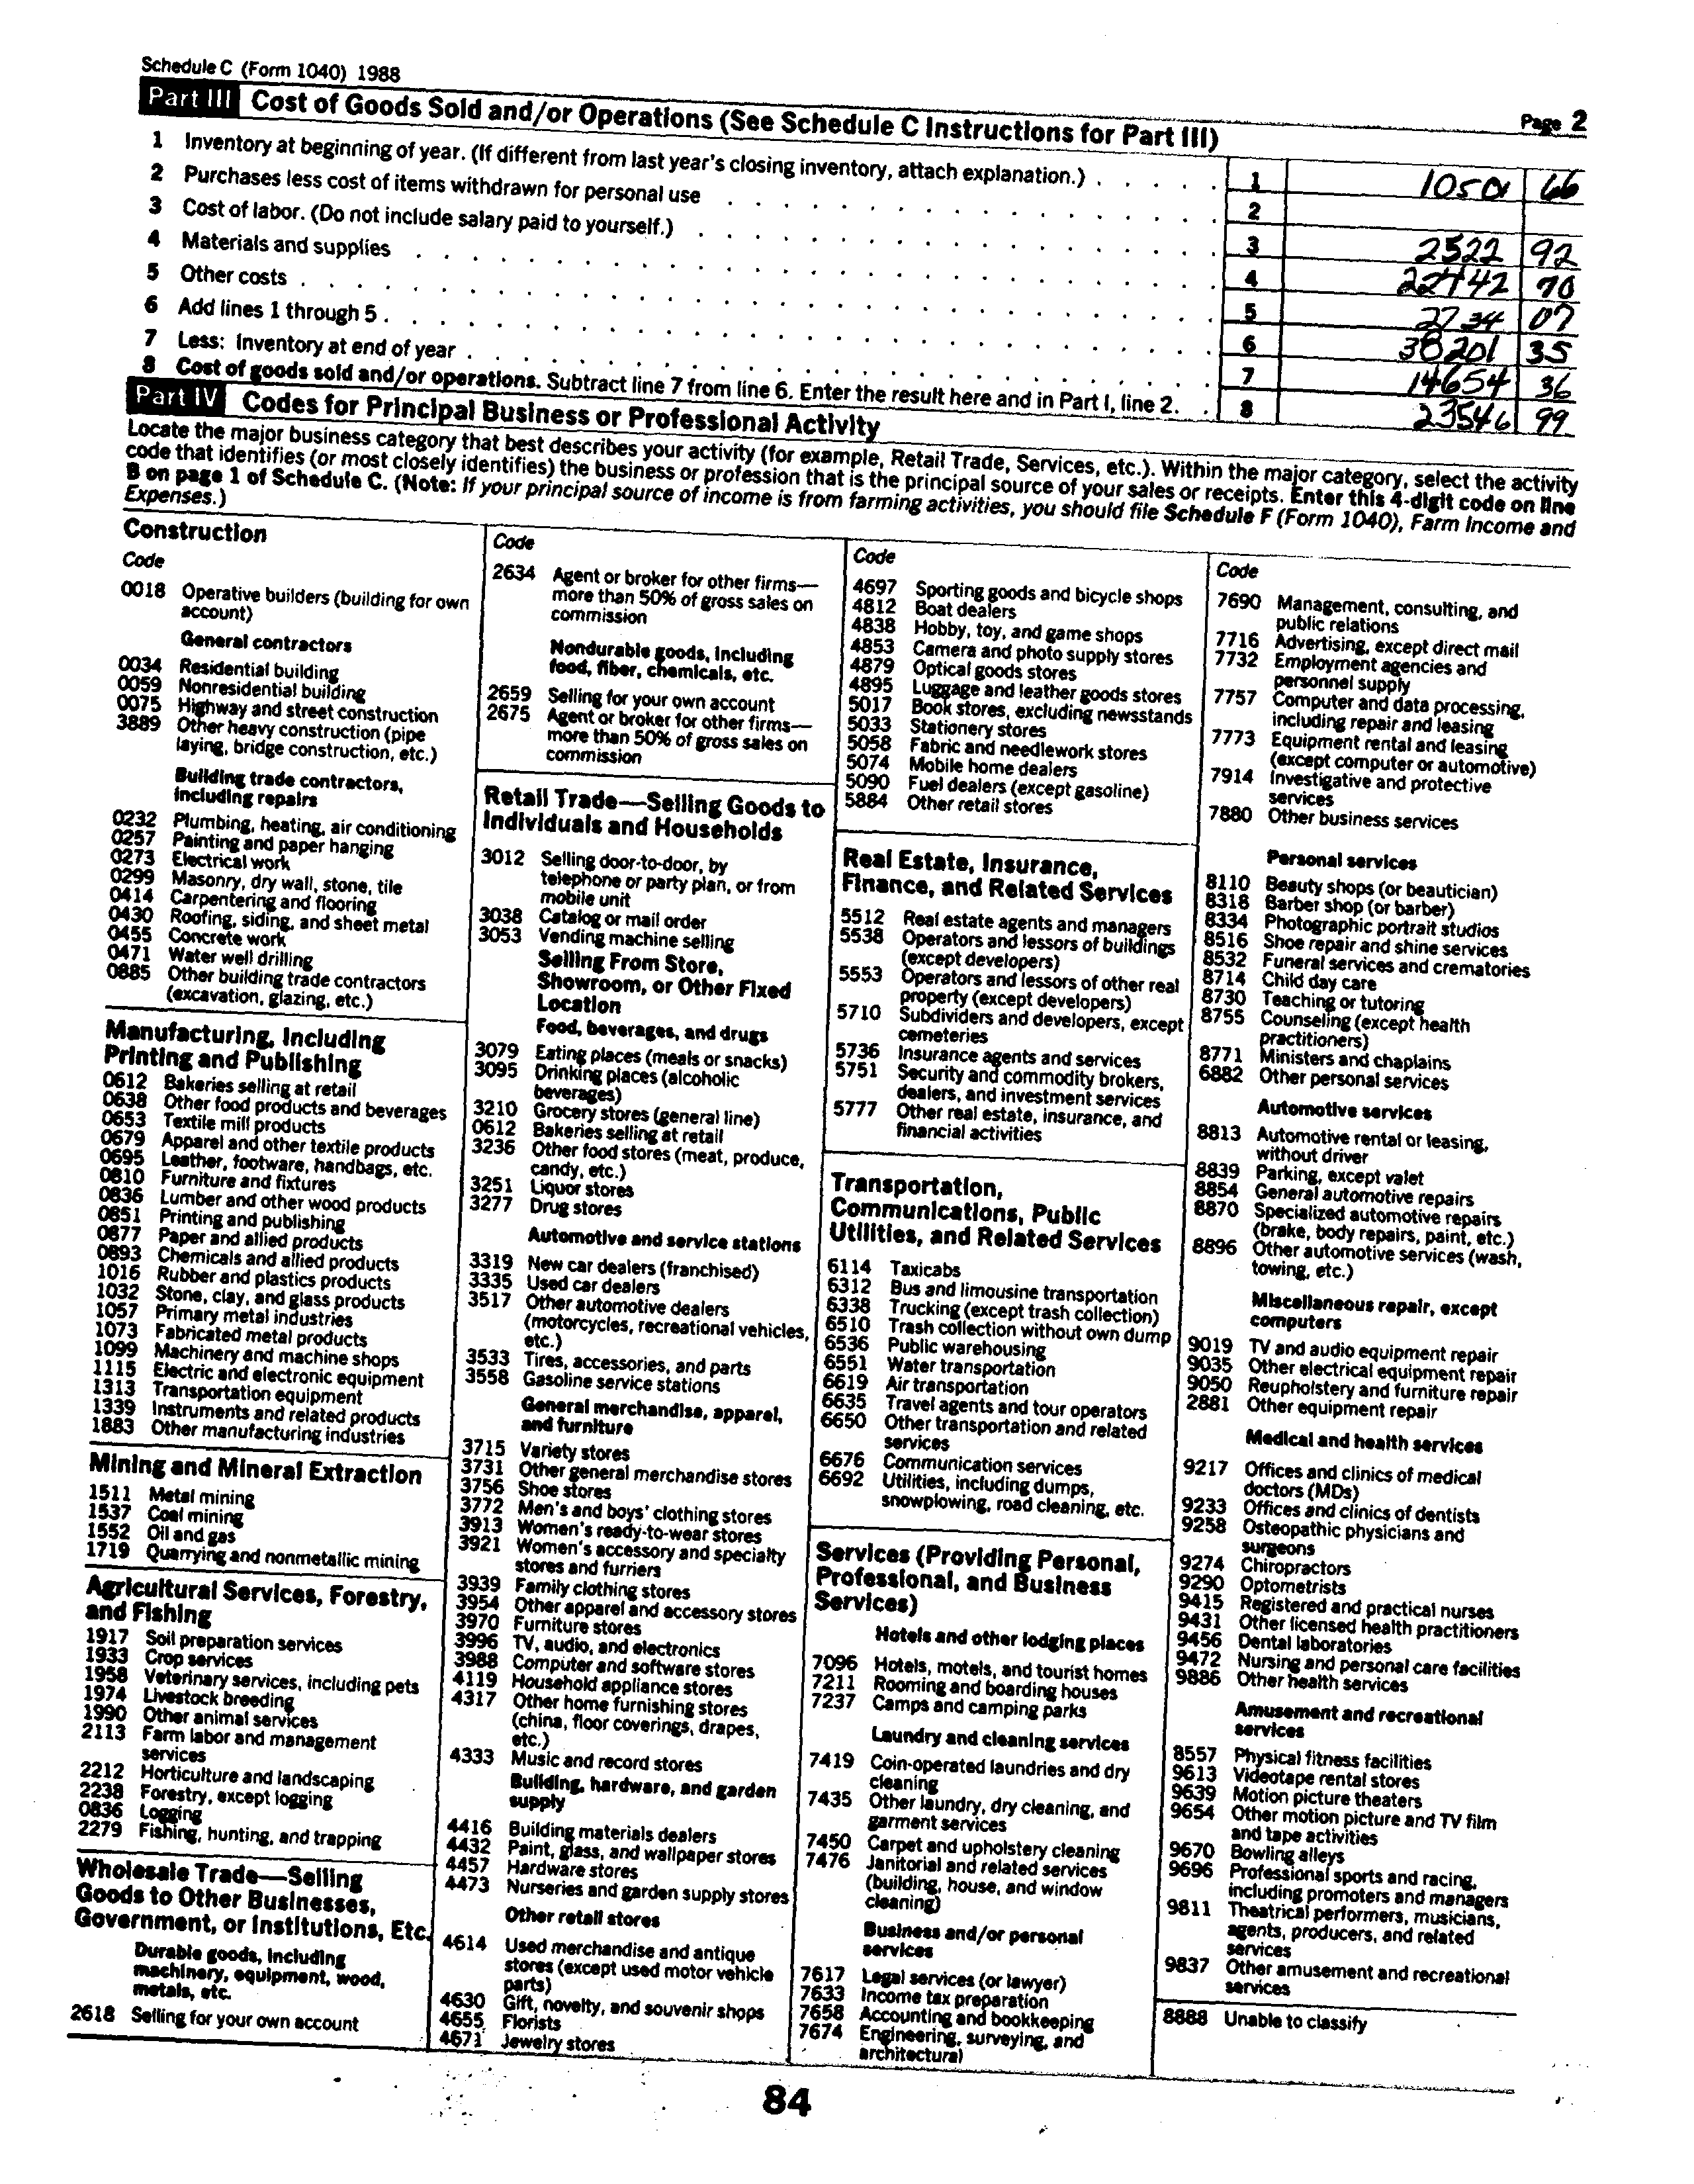 Schedule C (Form 1040) 1988
Page 2
Part III Cost of Goods Sold and/or Operations (See Schedule C Instructions for Part III)
1 Inventory at beginning of year. (If different from last year's closing inventory, attach explanation.) . . . . . 1 10501 66
2 Purchases less cost of items withdrawn for personal use 2
3 Cost of labor. (Do not include salary paid to yourself.) 3 2522 92
4 Materials and supplies 4 22442 70
5 Other costs 5 2734 07
6 Add lines 1 through 5 6 38201 35
7 Less: Inventory at end of year 7 14654 36
8 Cost of goods sold and/or operations. Subtract line 7 from line 6. Enter the result here and in Part I, line 2. . 8 23546 99
Part IV Codes for Principal Business or Professional Activity
Locate the major business category that best describes your activity (for example, Retail Trade, Services, etc.). Within the major category, select the activity
code that identifies (or most closely identifies) the business or profession that is the principal source of your sales or receipts. Enter this 4-digit code on line
B on page 1 of Schedule C. (Note: If your principal source of income is from farming activities, you should file Schedule F (Form 1040), Farm Income and
Expenses.)
Construction
Code
0018 Operative builders (building for own
account)
General contractors
0034 Residential building
0059 Nonresidential building
0075 Highway and street construction
3889 Other heavy construction (pipe
laying, bridge construction, etc.)
Building trade contractors,
including repairs
0232 Plumbing, heating, air conditioning
0257 Painting and paper hanging
0273 Electrical work
0299 Masonry, dry wall, stone, tile
0414 Carpentering and flooring
0430 Roofing, siding, and sheet metal
0455 Concrete work
0471 Water well drilling
0885 Other building trade contractors
(excavation, glazing, etc.)
Manufacturing, Including
Printing and Publishing
0612 Bakeries selling at retail
0638 Other food products and beverages
0653 Textile mill products
0679 Apparel and other textile products
0695 Leather, footware, handbags, etc.
0810 Furniture and fixtures
0836 Lumber and other wood products
0851 Printing and publishing
0877 Paper and allied products
0893 Chemicals and allied products
1016 Rubber and plastics products
1032 Stone, clay, and glass products
1057 Primary metal industries
1073 Fabricated metal products
1099 Machinery and machine shops
1115 Electric and electronic equipment
1313 Transportation equipment
1339 Instruments and related products
1883 Other manufacturing industries
Mining and Mineral Extraction
1511 Metal mining
1537 Coal mining
1552 Oil and gas
1719 Quarrying and nonmetallic mining
Agricultural Services, Forestry,
and Fishing
1917 Soil preparation services
1933 Crop services
1958 Veterinary services, including pets
1974 Livestock breeding
1990 Other animal services
2113 Farm labor and management
services
2212 Horticulture and landscaping
2238 Forestry, except logging
0836 Logging
2279 Fishing, hunting, and trapping
Wholesale Trade—Selling
Goods to Other Businesses,
Government, or Institutions, Etc.
Durable goods, including
machinery, equipment, wood,
metals, etc.
2618 Selling for your own account
Code
2634 Agent or broker for other firms—
more than 50% of gross sales on
commission
Nondurable goods, including
food, fiber, chemicals, etc.
2659 Selling for your own account
2675 Agent or broker for other firms—
more than 50% of gross sales on
commission
Retail Trade—Selling Goods to
Individuals and Households
3012 Selling door-to-door, by
telephone or party plan, or from
mobile unit
3038 Catalog or mail order
3053 Vending machine selling
Selling From Store,
Showroom, or Other Fixed
Location
Food, beverages, and drugs
3079 Eating places (meals or snacks)
3095 Drinking places (alcoholic
beverages)
3210 Grocery stores (general line)
0612 Bakeries selling at retail
3236 Other food stores (meat, produce,
candy, etc.)
3251 Liquor stores
3277 Drug stores
Automotive and service stations
3319 New car dealers (franchised)
3335 Used car dealers
3517 Other automotive dealers
(motorcycles, recreational vehicles,
etc.)
3533 Tires, accessories, and parts
3558 Gasoline service stations
General merchandise, apparel,
and furniture
3715 Variety stores
3731 Other general merchandise stores
3756 Shoe stores
3772 Men's and boys' clothing stores
3913 Women's ready-to-wear stores
3921 Women's accessory and specialty
stores and furriers
3939 Family clothing stores
3954 Other apparel and accessory stores
3970 Furniture stores
3996 TV, audio, and electronics
3988 Computer and software stores
4119 Household appliance stores
4317 Other home furnishing stores
(china, floor coverings, drapes,
etc.)
4333 Music and record stores
Building, hardware, and garden
supply
4416 Building materials dealers
4432 Paint, glass, and wallpaper stores
4457 Hardware stores
4473 Nurseries and garden supply stores
Other retail stores
4614 Used merchandise and antique
stores (except used motor vehicle
parts)
4630 Gift, novelty, and souvenir shops
4655 Florists
4671 Jewelry stores
Code
4697 Sporting goods and bicycle shops
4812 Boat dealers
4838 Hobby, toy, and game shops
4853 Camera and photo supply stores
4879 Optical goods stores
4895 Luggage and leather goods stores
5017 Book stores, excluding newsstands
5033 Stationery stores
5058 Fabric and needlework stores
5074 Mobile home dealers
5090 Fuel dealers (except gasoline)
5884 Other retail stores
Real Estate, Insurance,
Finance, and Related Services
5512 Real estate agents and managers
5538 Operators and lessors of buildings
(except developers)
5553 Operators and lessors of other real
property (except developers)
5710 Subdividers and developers, except
cemeteries
5736 Insurance agents and services
5751 Security and commodity brokers,
dealers, and investment services
5777 Other real estate, insurance, and
financial activities
Transportation,
Communications, Public
Utilities, and Related Services
6114 Taxicabs
6312 Bus and limousine transportation
6338 Trucking (except trash collection)
6510 Trash collection without own dump
6536 Public warehousing
6551 Water transportation
6619 Air transportation
6635 Travel agents and tour operators
6650 Other transportation and related
services
6676 Communication services
6692 Utilities, including dumps,
snowplowing, road cleaning, etc.
Services (Providing Personal,
Professional, and Business
Services)
Hotels and other lodging places
7096 Hotels, motels, and tourist homes
7211 Rooming and boarding houses
7237 Camps and camping parks
Laundry and cleaning services
7419 Coin-operated laundries and dry
cleaning
7435 Other laundry, dry cleaning, and
garment services
7450 Carpet and upholstery cleaning
7476 Janitorial and related services
(building, house, and window
cleaning)
Business and/or personal
services
7617 Legal services (or lawyer)
7633 Income tax preparation
7658 Accounting and bookkeeping
7674 Engineering, surveying, and
architectural
Code
7690 Management, consulting, and
public relations
7716 Advertising, except direct mail
7732 Employment agencies and
personnel supply
7757 Computer and data processing,
including repair and leasing
7773 Equipment rental and leasing
(except computer or automotive)
7914 Investigative and protective
services
7880 Other business services
Personal services
8110 Beauty shops (or beautician)
8318 Barber shop (or barber)
8334 Photographic portrait studios
8516 Shoe repair and shine services
8532 Funeral services and crematories
8714 Child day care
8730 Teaching or tutoring
8755 Counseling (except health
practitioners)
8771 Ministers and chaplains
6882 Other personal services
Automotive services
8813 Automotive rental or leasing,
without driver
8839 Parking, except valet
8854 General automotive repairs
8870 Specialized automotive repairs
(brake, body repairs, paint, etc.)
8896 Other automotive services (wash,
towing, etc.)
Miscellaneous repair, except
computers
9019 TV and audio equipment repair
9035 Other electrical equipment repair
9050 Reupholstery and furniture repair
2881 Other equipment repair
Medical and health services
9217 Offices and clinics of medical
doctors (MDs)
9233 Offices and clinics of dentists
9258 Osteopathic physicians and
surgeons
9274 Chiropractors
9290 Optometrists
9415 Registered and practical nurses
9431 Other licensed health practitioners
9456 Dental laboratories
9472 Nursing and personal care facilities
9886 Other health services
Amusement and recreational
services
8557 Physical fitness facilities
9613 Videotape rental stores
9639 Motion picture theaters
9654 Other motion picture and TV film
and tape activities
9670 Bowling alleys
9696 Professional sports and racing,
including promoters and managers
9811 Theatrical performers, musicians,
agents, producers, and related
services
9837 Other amusement and recreational
services
8888 Unable to classify
84